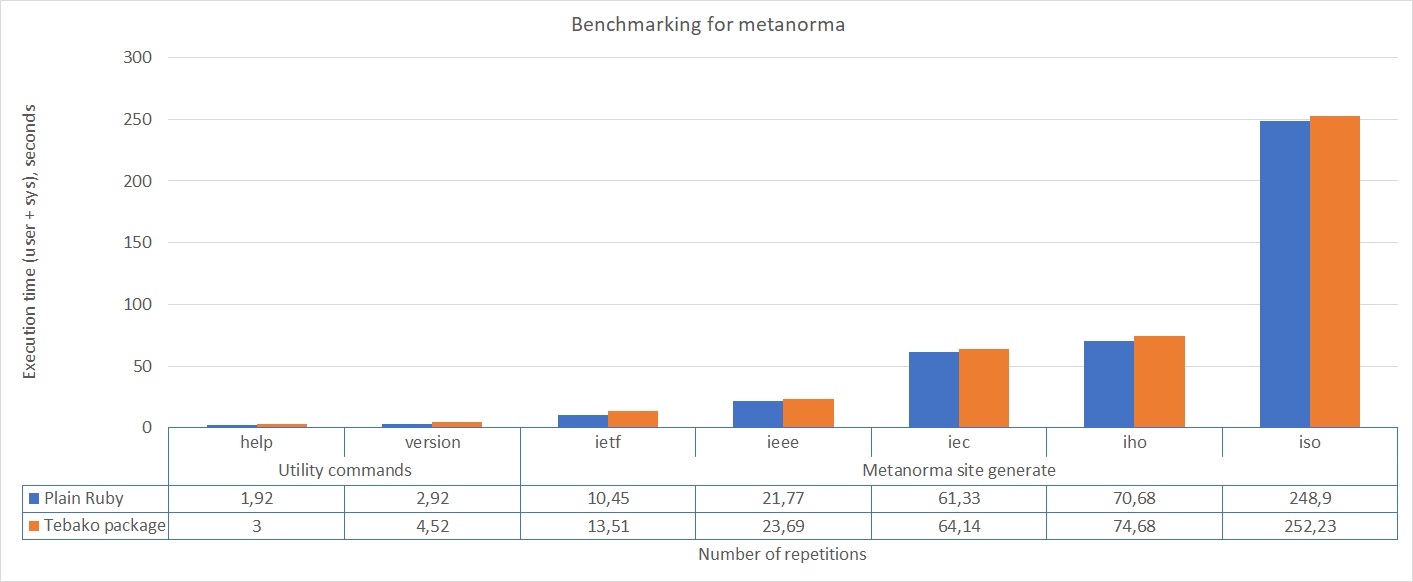 Benchmarking for metanorma
Execution time (user + sys), seconds
300
250
200
150
100
50
0
help version ietf ieee iec iho iso
Utility commands Metanorma site generate
Plain Ruby 1,92 2,92 10,45 21,77 61,33 70,68 248,9
Tebako package 3 4,52 13,51 23,69 64,14 74,68 252,23
Number of repetitions